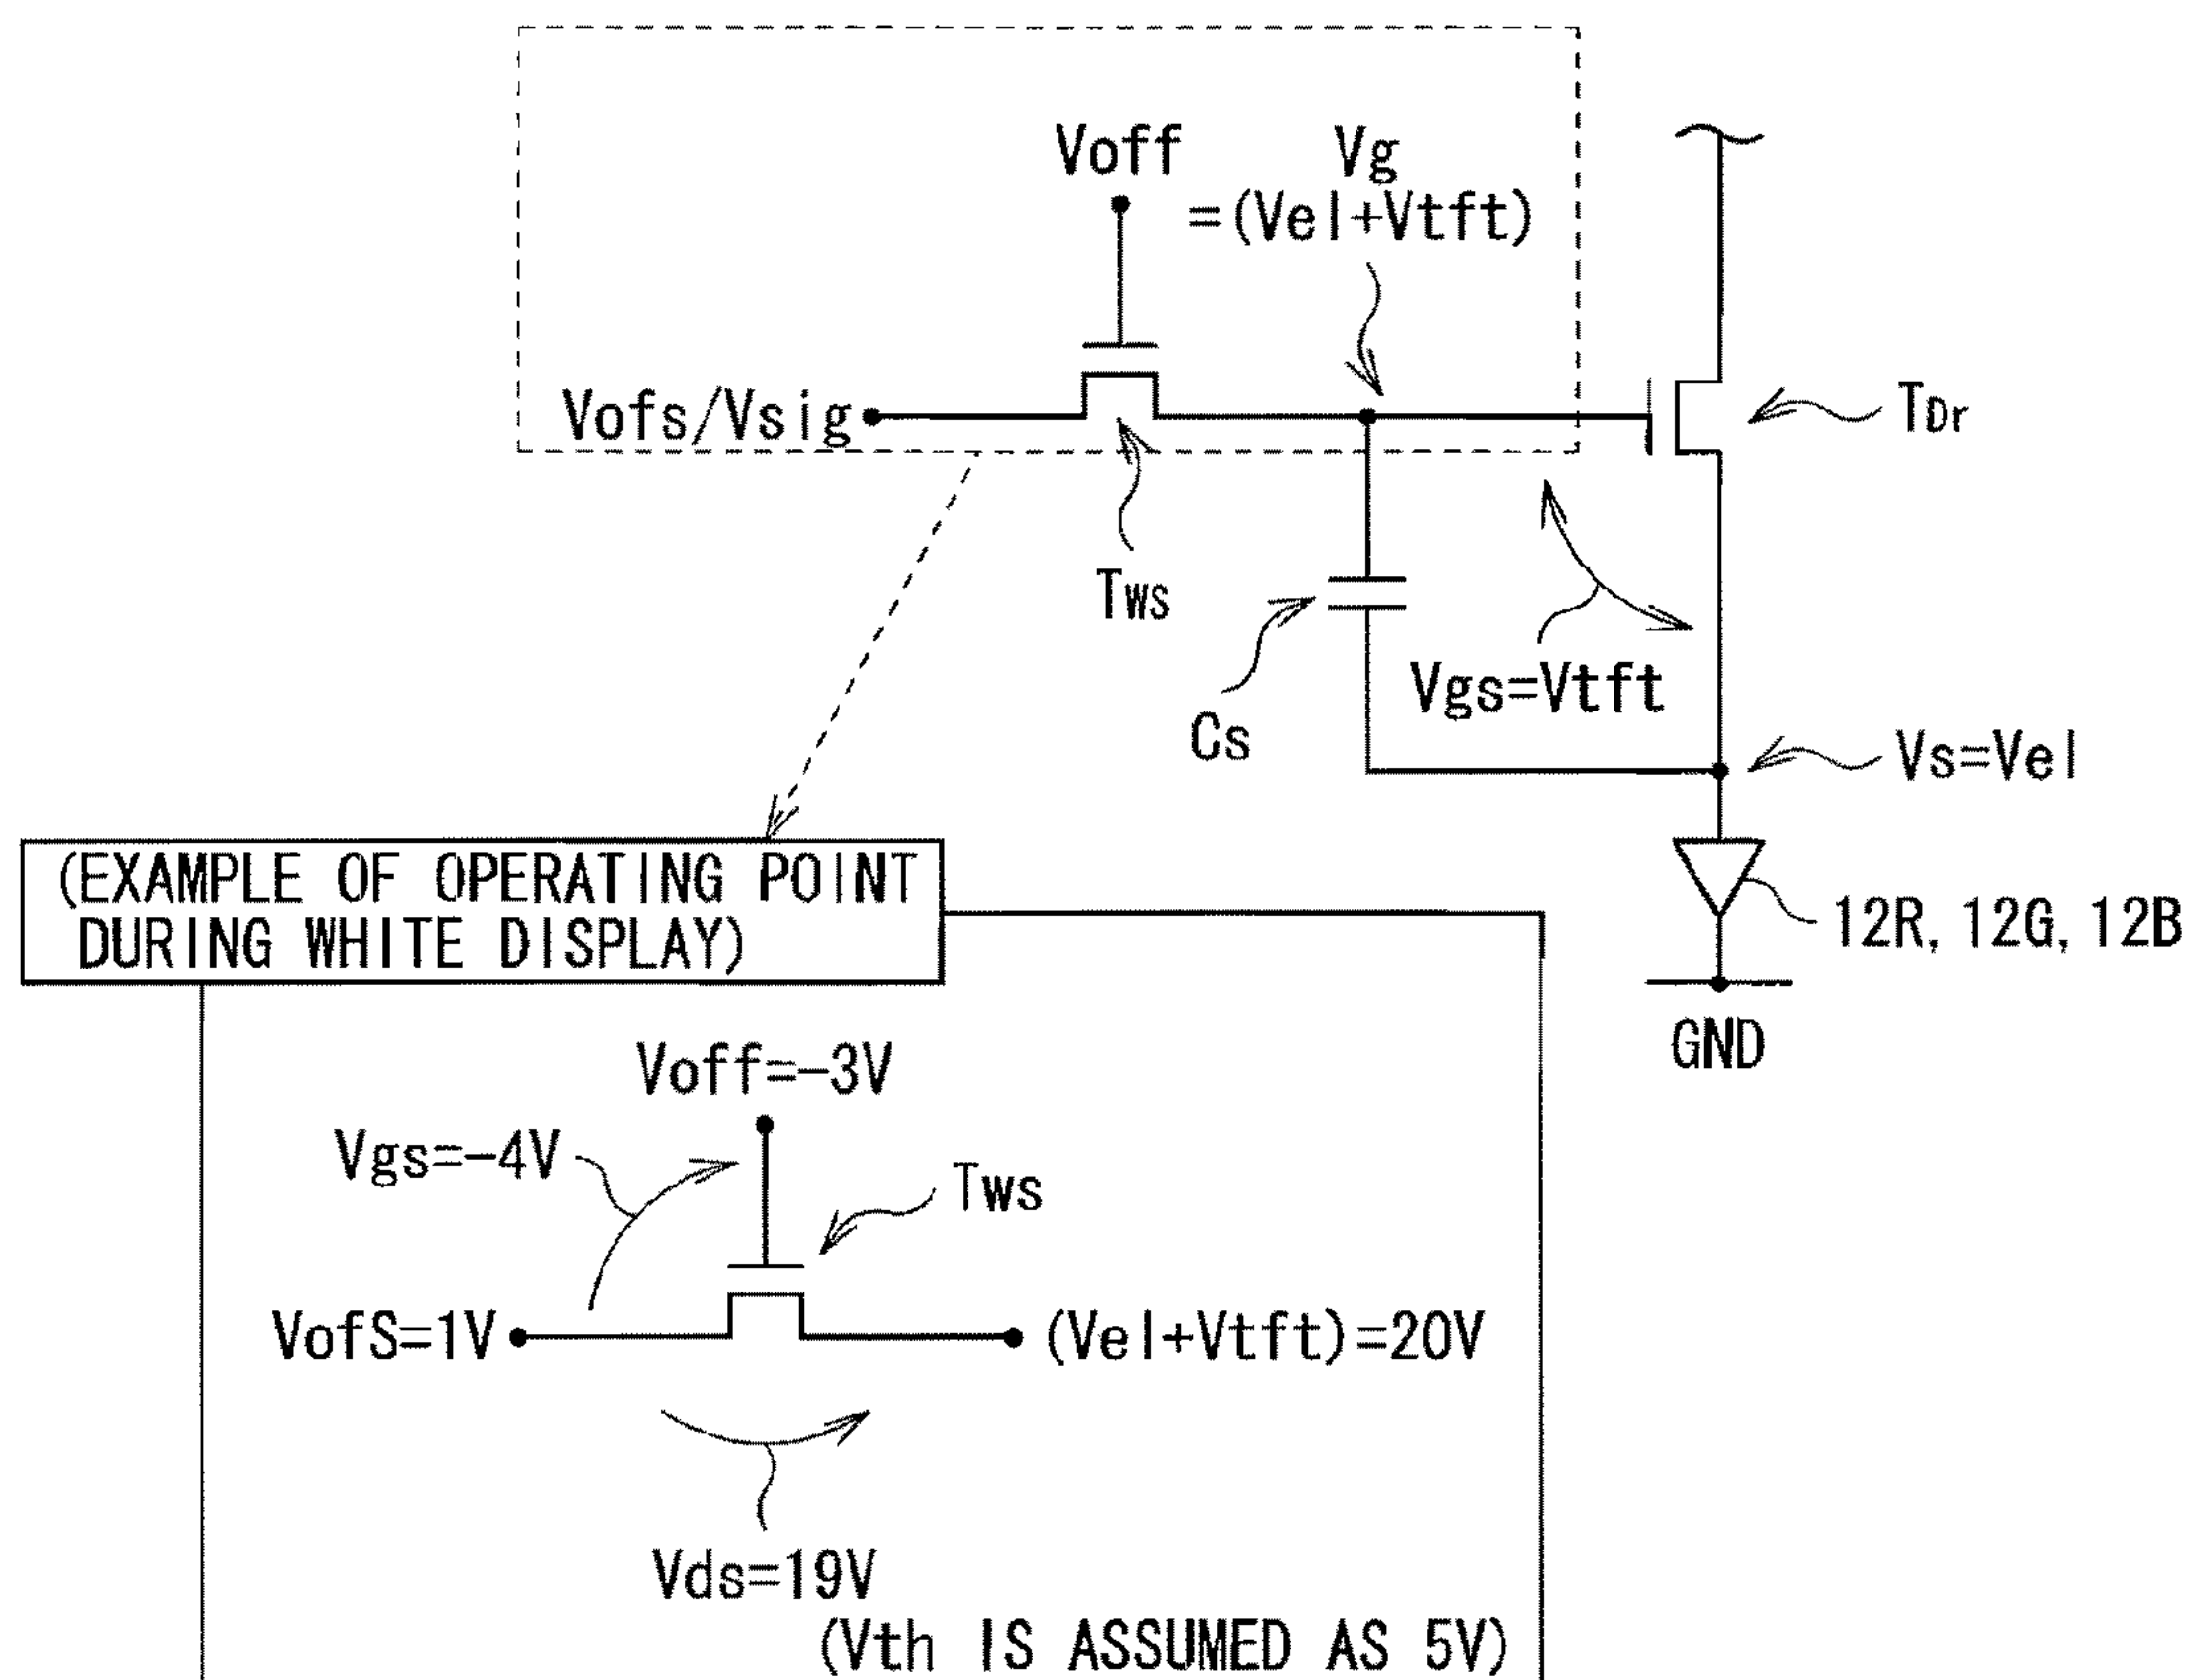 Voff
Vg
=(Vel+Vtft)
Vofs/Vsig
TDr
Tws
Vgs=Vtft
Cs
Vs=Vel
(EXAMPLE OF OPERATING POINT
DURING WHITE DISPLAY)
12R, 12G, 12B
GND
Voff=-3V
Vgs=-4V
Tws
VofS=1V
(Vel+Vtft)=20V
Vds=19V
(Vth IS ASSUMED AS 5V)